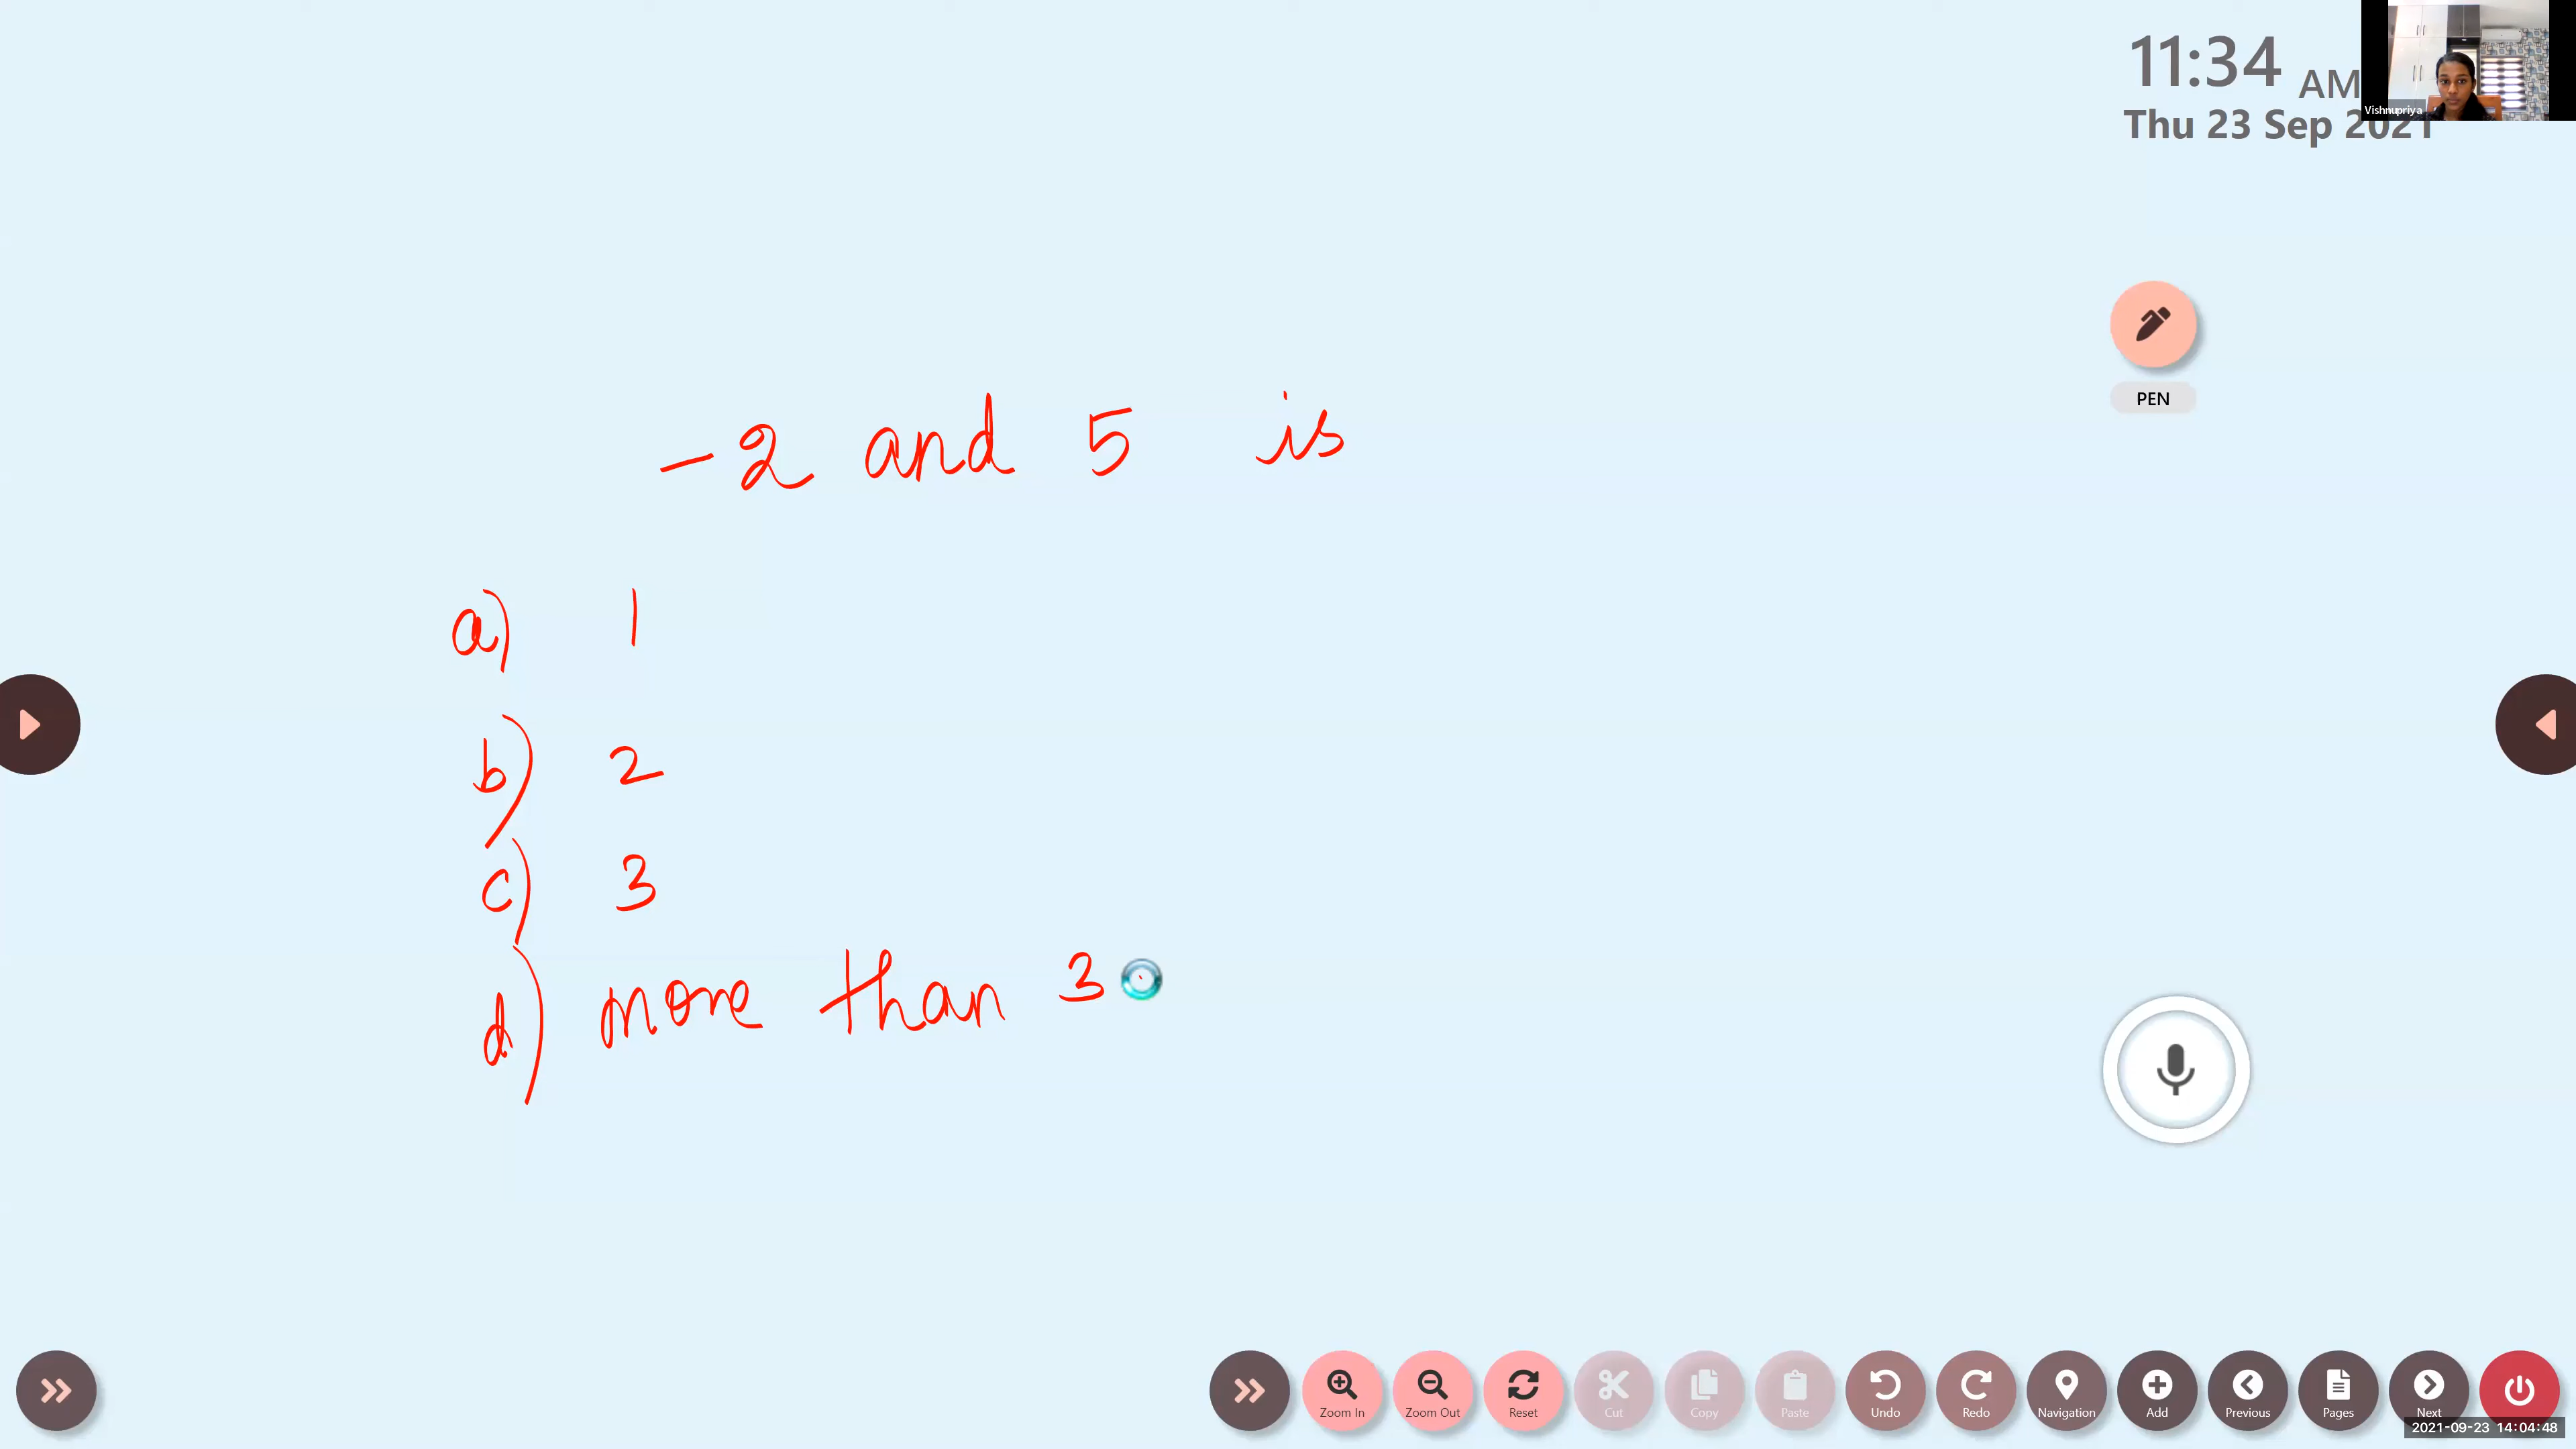 11:34 AM
Thu 23 Sep 2021
Vishnupriya
PEN
-2 and 5 is
a) 1
b) 2
c) 3
d) more than 3
Zoom In Zoom Out Reset Cut Copy Paste Undo Redo Navigation Add Previous Pages Next
2021-09-23 14:04:48